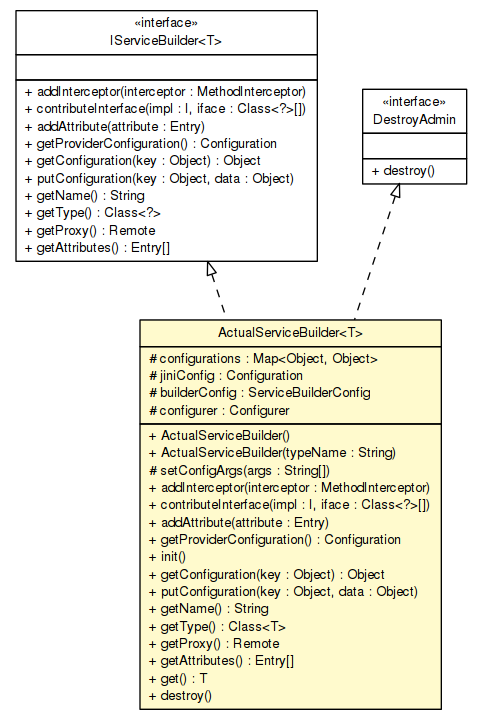 «interface»
IServiceBuilder<T>
+ addInterceptor(interceptor : MethodInterceptor)
+ contributeInterface(impl : I, iface : Class<?>[])
+ addAttribute(attribute : Entry)
+ getProviderConfiguration() : Configuration
+ getConfiguration(key : Object) : Object
+ putConfiguration(key : Object, data : Object)
+ getName() : String
+ getType() : Class<?>
+ getProxy() : Remote
+ getAttributes() : Entry[]
«interface»
DestroyAdmin
+ destroy()
ActualServiceBuilder<T>
# configurations : Map<Object, Object>
# jiniConfig : Configuration
# builderConfig : ServiceBuilderConfig
# configurer : Configurer
+ ActualServiceBuilder()
+ ActualServiceBuilder(typeName : String)
# setConfigArgs(args : String[])
+ addInterceptor(interceptor : MethodInterceptor)
+ contributeInterface(impl : I, iface : Class<?>[])
+ addAttribute(attribute : Entry)
+ getProviderConfiguration() : Configuration
+ init()
+ getConfiguration(key : Object) : Object
+ putConfiguration(key : Object, data : Object)
+ getName() : String
+ getType() : Class<T>
+ getProxy() : Remote
+ getAttributes() : Entry[]
+ get() : T
+ destroy()